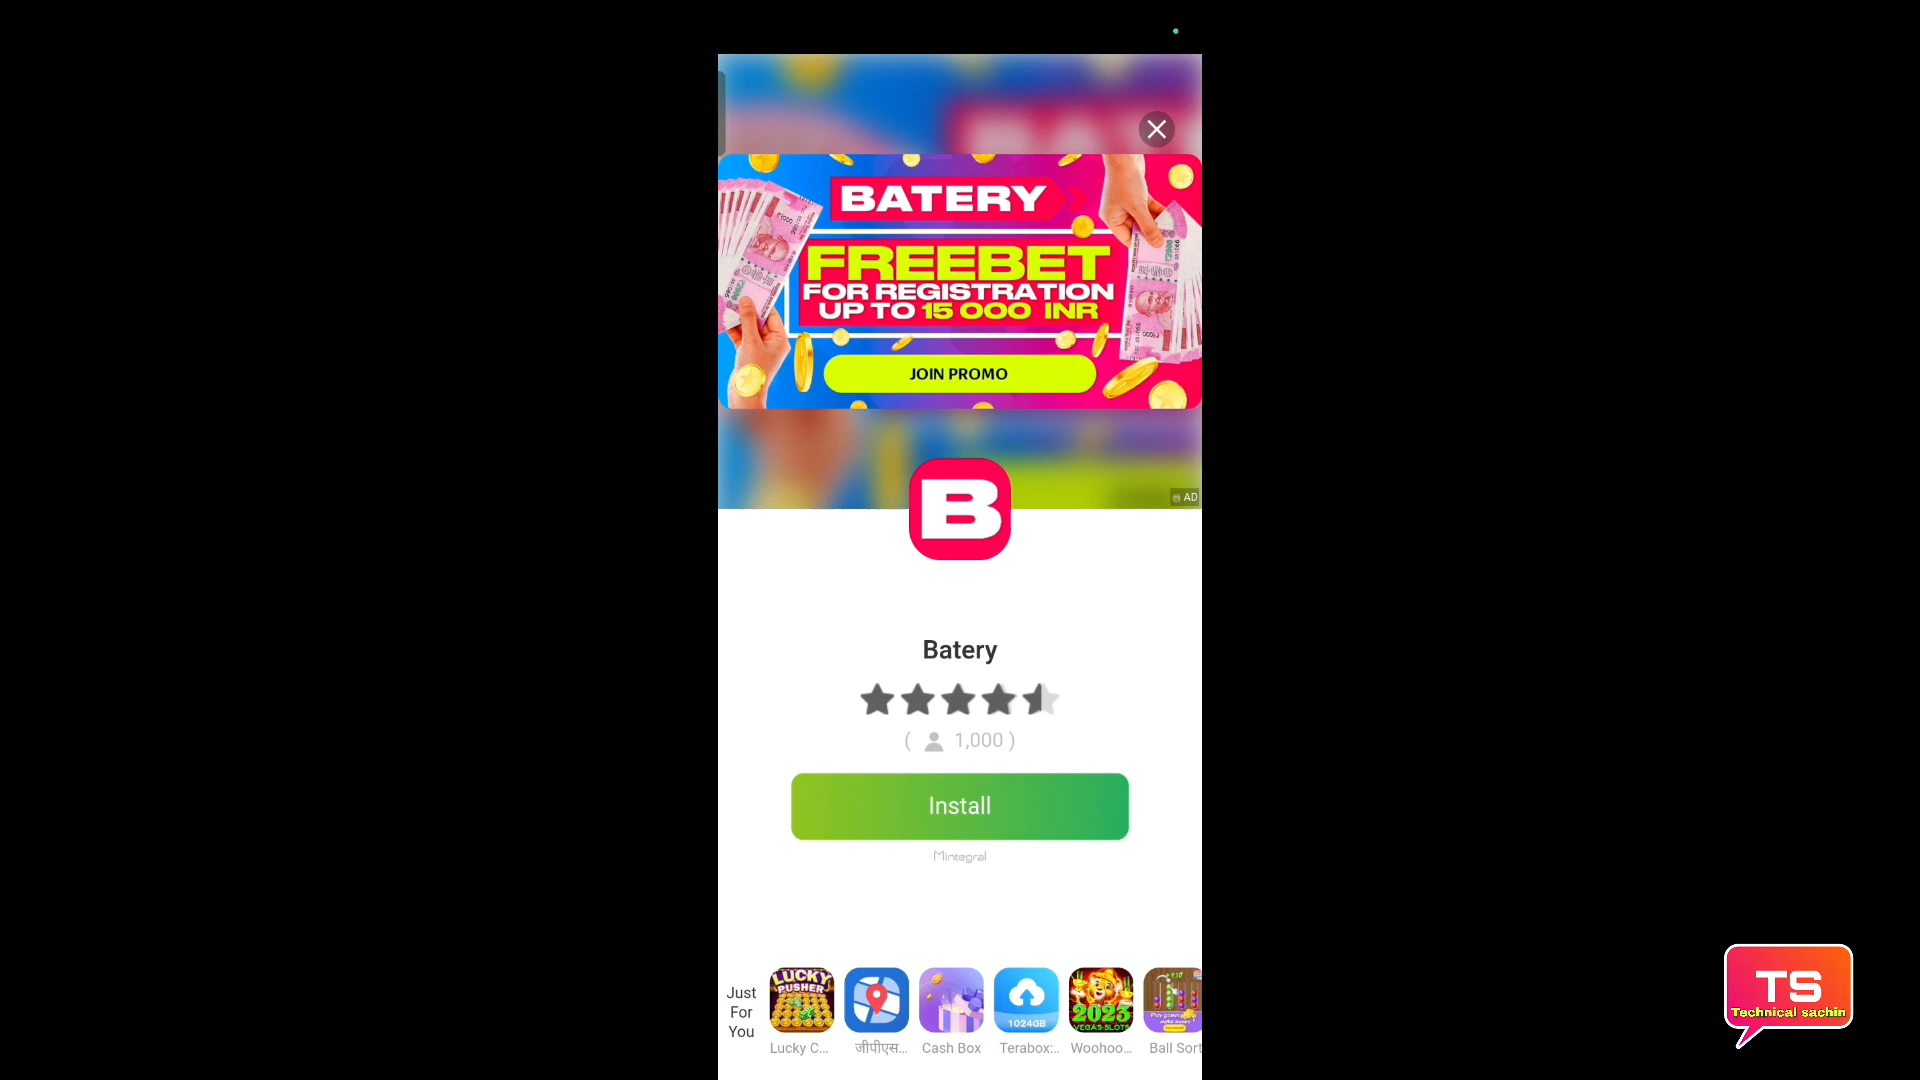 BATERY
FREEBET
FOR REGISTRATION
UP TO 15 000 INR
JOIN PROMO
B
AD
Batery
( 1,000 )
Install
Mintegral
Just
For
You
LUCKY
PUSHER
1024GB
2023
VEGAS SLOTS
Lucky C...
जीपीएस...
Cash Box
Terabox:..
Woohoo...
Ball Sort
TS
Technical sachin